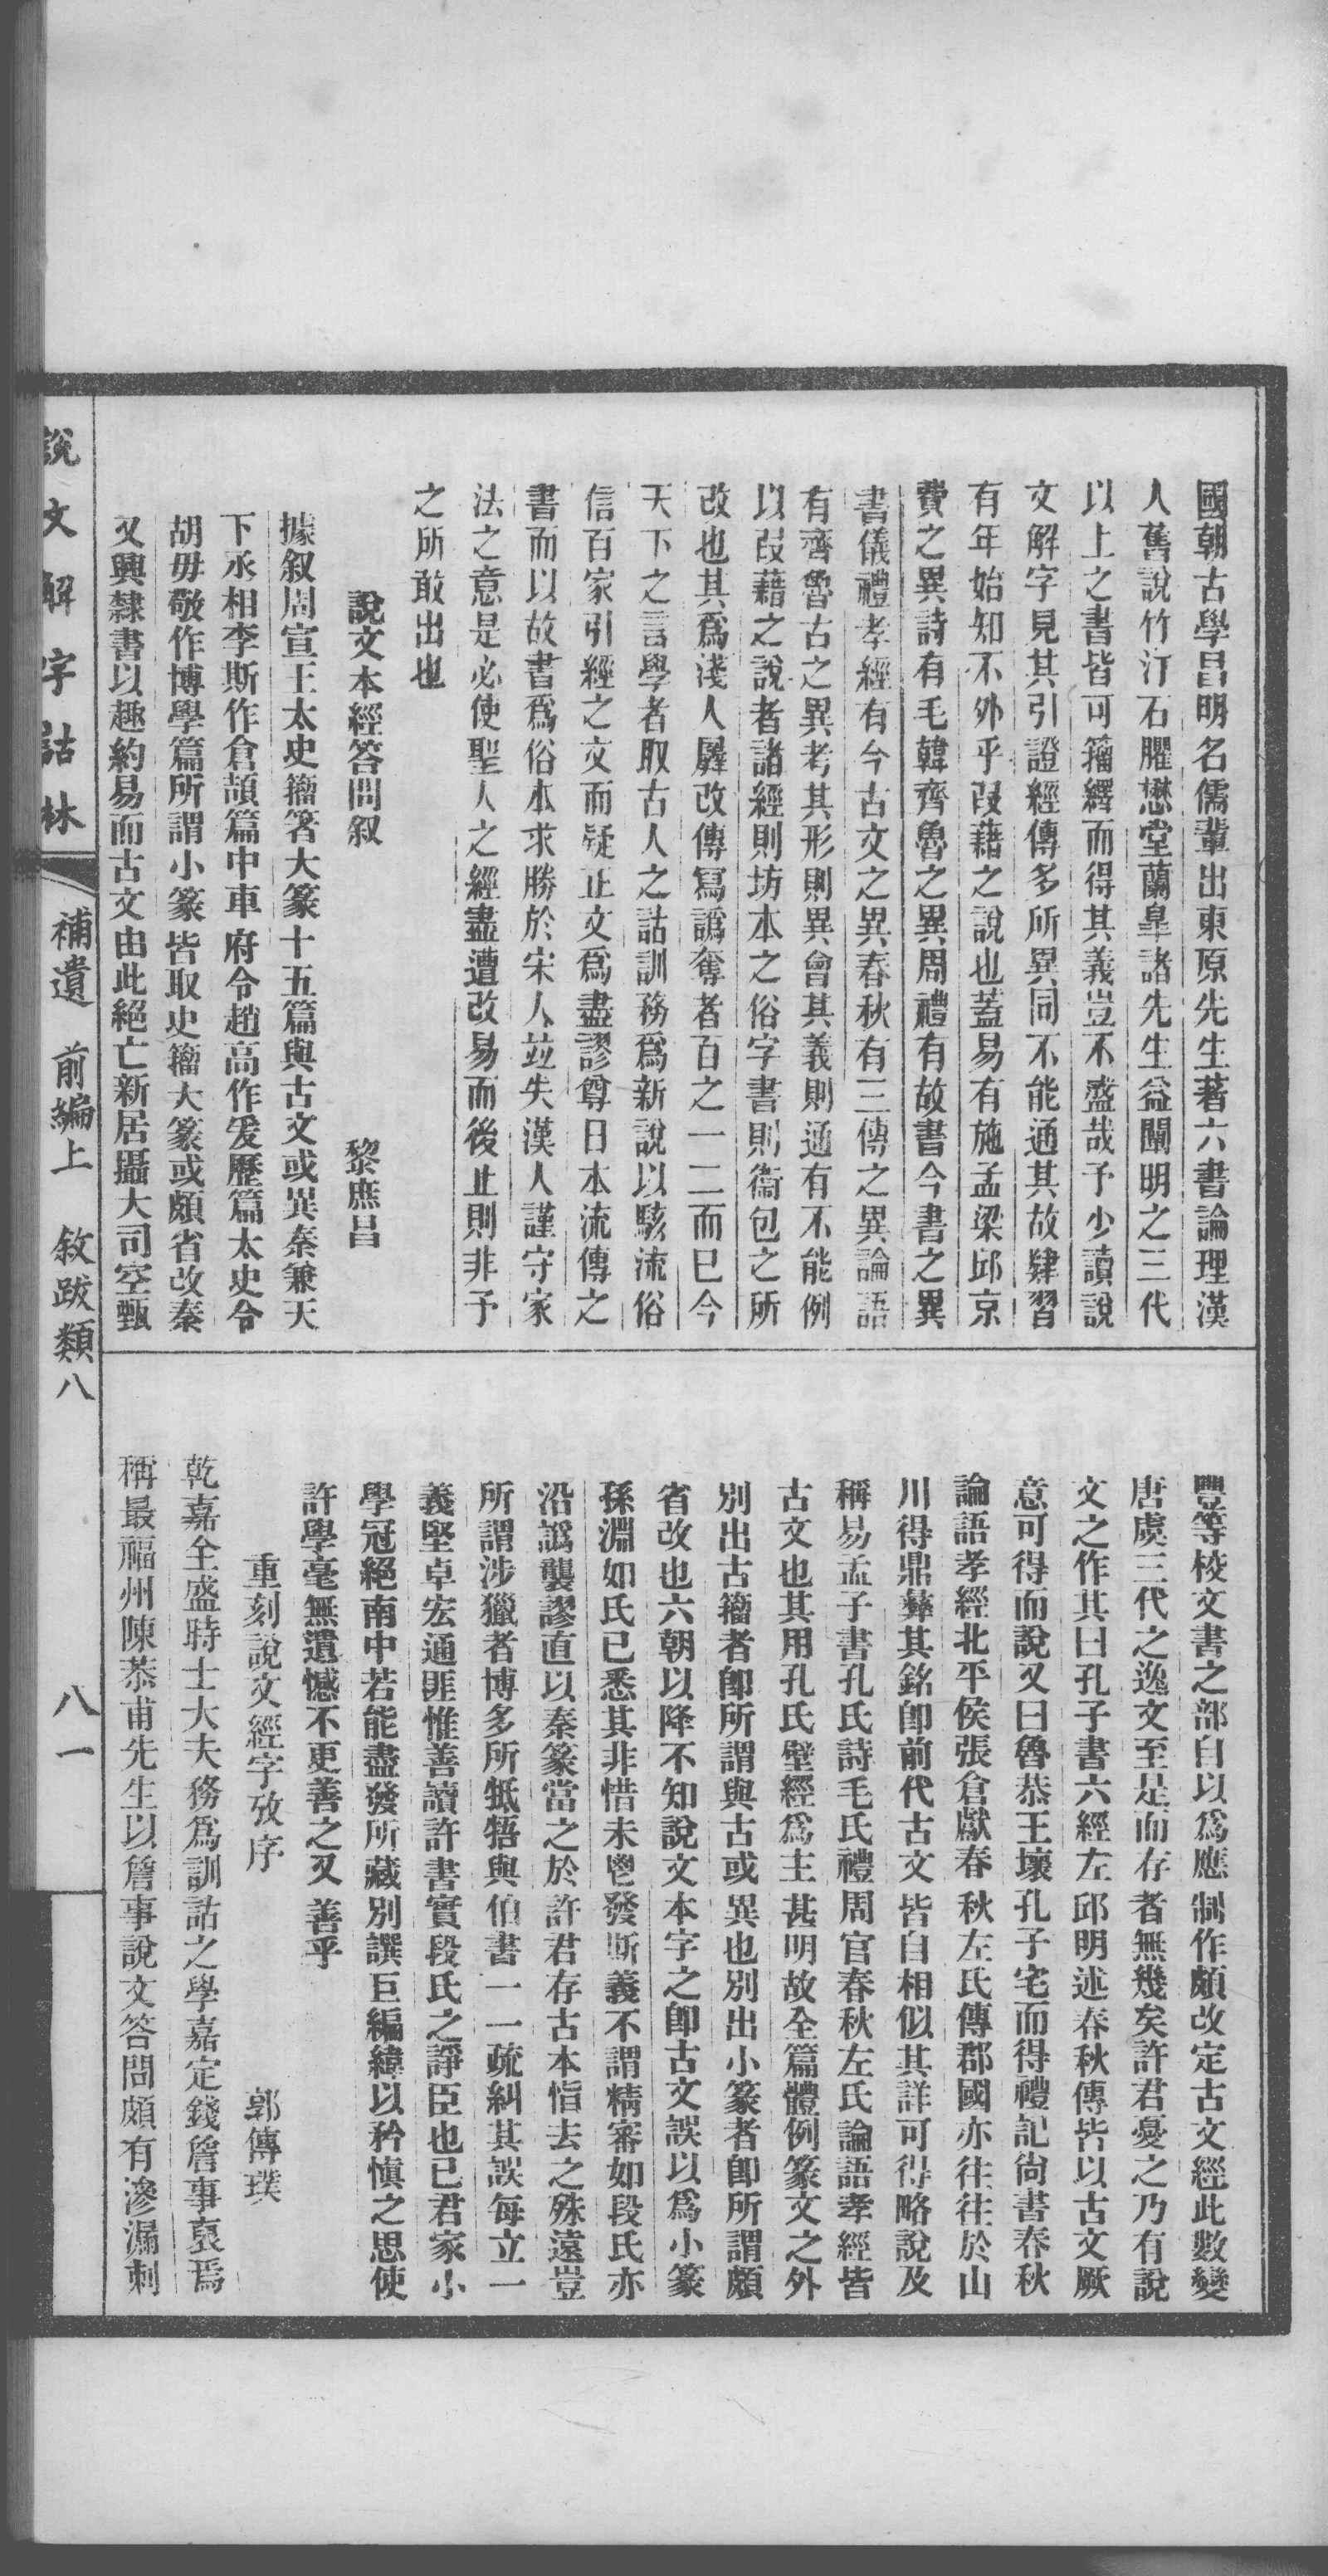 國朝古學昌明名儒輩出東原先生著六書論理漢
人舊說竹汀石臞懋堂蘭皐諸先生益闡明之三代
以上之書皆可籀繹而得其義豈不盛哉予少讀說
文解字見其引證經傳多所異同不能通其故肄習
有年始知不外乎叚藉之說也蓋易有施孟梁邱京
費之異詩有毛韓齊魯之異周禮有故書今書之異
書儀禮孝經有今古文之異春秋有三傳之異論語
有齊魯古之異考其形則異會其義則通有不能例
以叚藉之說者諸經則坊本之俗字書則衞包之所
改也其爲淺人羼改傳寫譌奪者百之一二而已今
天下之言學者取古人之詁訓務爲新說以駭流俗
信百家引經之文而疑正文爲盡謬尊日本流傳之
書而以故書爲俗本求勝於宋人竝失漢人謹守家
法之意是必使聖人之經盡遭改易而後止則非予
之所敢出也
說文本經答問叙　黎庶昌
據叙周宣王太史籀箸大篆十五篇與古文或異秦兼天
下丞相李斯作倉頡篇中車府令趙高作爰歷篇太史令
胡毋敬作博學篇所謂小篆皆取史籀大篆或頗省改秦
又興隸書以趣約易而古文由此絕亡新居攝大司空甄
豐等校文書之部自以爲應制作頗改定古文經此數變
唐虞三代之逸文至是而存者無幾矣許君憂之乃有說
文之作其曰孔子書六經左邱明述春秋傳皆以古文厥
意可得而說又曰魯恭王壞孔子宅而得禮記尙書春秋
論語孝經北平侯張倉獻春秋左氏傳郡國亦往往於山
川得鼎彝其銘卽前代古文皆自相似其詳可得略說及
稱易孟子書孔氏詩毛氏禮周官春秋左氏論語孝經皆
古文也其用孔氏壁經爲主甚明故全篇體例篆文之外
別出古籀者卽所謂與古或異也別出小篆者卽所謂頗
省改也六朝以降不知說文本字之卽古文誤以爲小篆
孫淵如氏已悉其非惜未鬯發斯義不謂精審如段氏亦
沿譌襲謬直以秦篆當之於許君存古本恉去之殊遠豈
所謂涉獵者博多所牴牾與伯書一一疏糾其誤每立一
義堅卓宏通匪惟善讀許書實段氏之諍臣也已君家小
學冠絕南中若能盡發所藏別譔巨編緯以矜愼之思使
許學毫無遺憾不更善之又善乎
重刻說文經字攷序　郭傳璞
乾嘉全盛時士大夫務爲訓詁之學嘉定錢詹事裒焉
稱最福州陳恭甫先生以詹事說文答問頗有滲漏刺
說文解字詁林　補遺　前編上　敘跋類八　八一